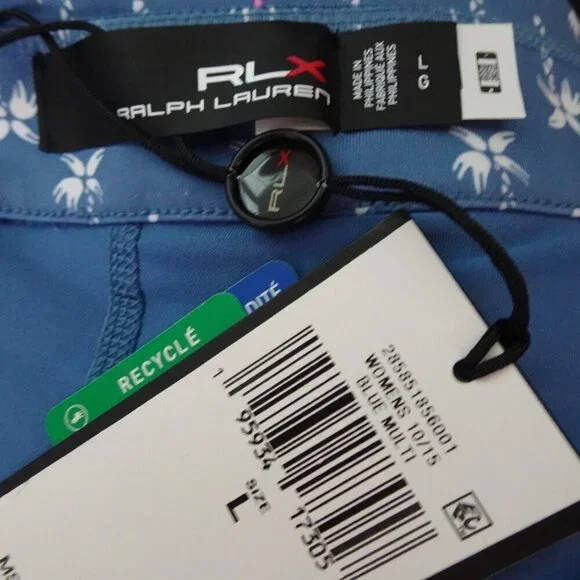 RLX
RALPH LAUREN
MADE IN
PHILIPPINES
FABRIQUE AUX
PHILIPPINES
L
G
RLX
RECYCLÉ
DITÉ
285851856001
WOMENS 10/15
BLUE MULTI
1 95934 17305
SIZE
L